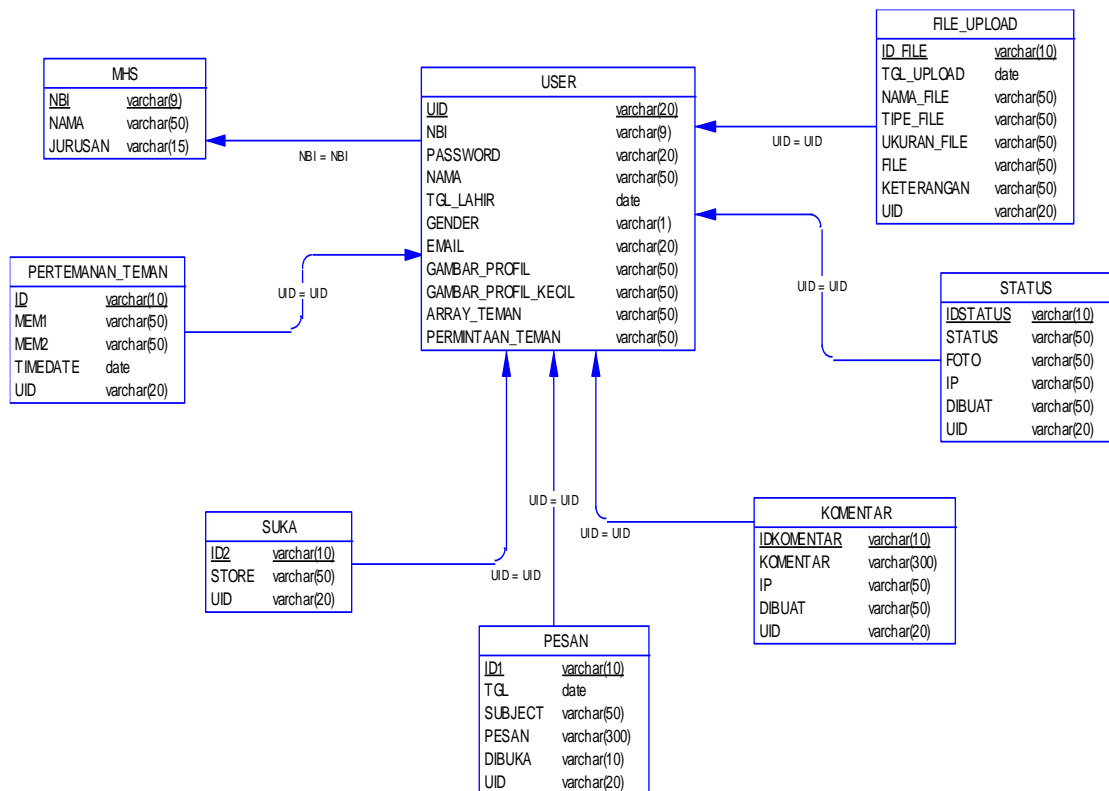 MHS
NBI varchar(9)
NAMA varchar(50)
JURUSAN varchar(15)
NBI = NBI
USER
UID varchar(20)
NBI varchar(9)
PASSWORD varchar(20)
NAMA varchar(50)
TGL_LAHIR date
GENDER varchar(1)
EMAIL varchar(20)
GAMBAR_PROFIL varchar(50)
GAMBAR_PROFIL_KECIL varchar(50)
ARRAY_TEMAN varchar(50)
PERMINTAAN_TEMAN varchar(50)
UID = UID
FILE_UPLOAD
ID_FILE varchar(10)
TGL_UPLOAD date
NAMA_FILE varchar(50)
TIPE_FILE varchar(50)
UKURAN_FILE varchar(50)
FILE varchar(50)
KETERANGAN varchar(50)
UID varchar(20)
PERTEMANAN_TEMAN
ID varchar(10)
MEM1 varchar(50)
MEM2 varchar(50)
TIMEDATE date
UID varchar(20)
UID = UID
UID = UID
STATUS
IDSTATUS varchar(10)
STATUS varchar(50)
FOTO varchar(50)
IP varchar(50)
DIBUAT varchar(50)
UID varchar(20)
SUKA
ID2 varchar(10)
STORE varchar(50)
UID varchar(20)
UID = UID
UID = UID
UID = UID
KOMENTAR
IDKOMENTAR varchar(10)
KOMENTAR varchar(300)
IP varchar(50)
DIBUAT varchar(50)
UID varchar(20)
PESAN
ID1 varchar(10)
TGL date
SUBJECT varchar(50)
PESAN varchar(300)
DIBUKA varchar(10)
UID varchar(20)